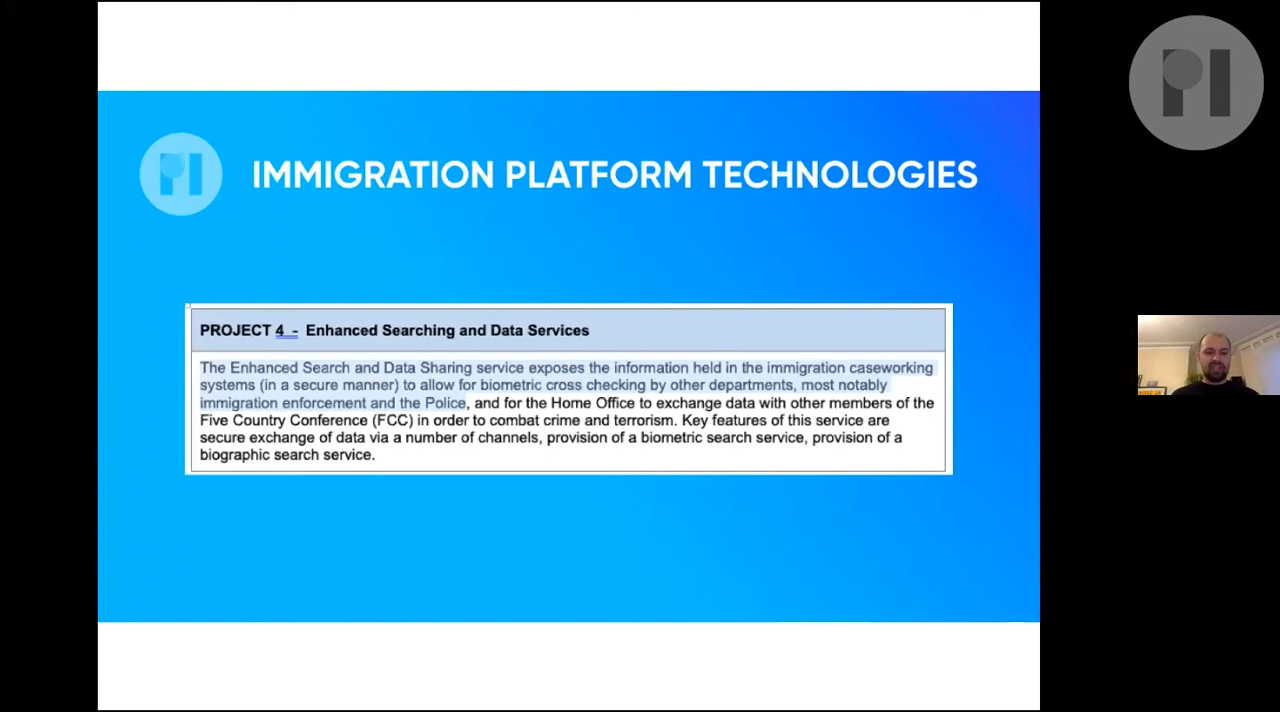 PI
IMMIGRATION PLATFORM TECHNOLOGIES
PROJECT 4 - Enhanced Searching and Data Services
The Enhanced Search and Data Sharing service exposes the information held in the immigration caseworking
systems (in a secure manner) to allow for biometric cross checking by other departments, most notably
immigration enforcement and the Police, and for the Home Office to exchange data with other members of the
Five Country Conference (FCC) in order to combat crime and terrorism. Key features of this service are
secure exchange of data via a number of channels, provision of a biometric search service, provision of a
biographic search service.
PI